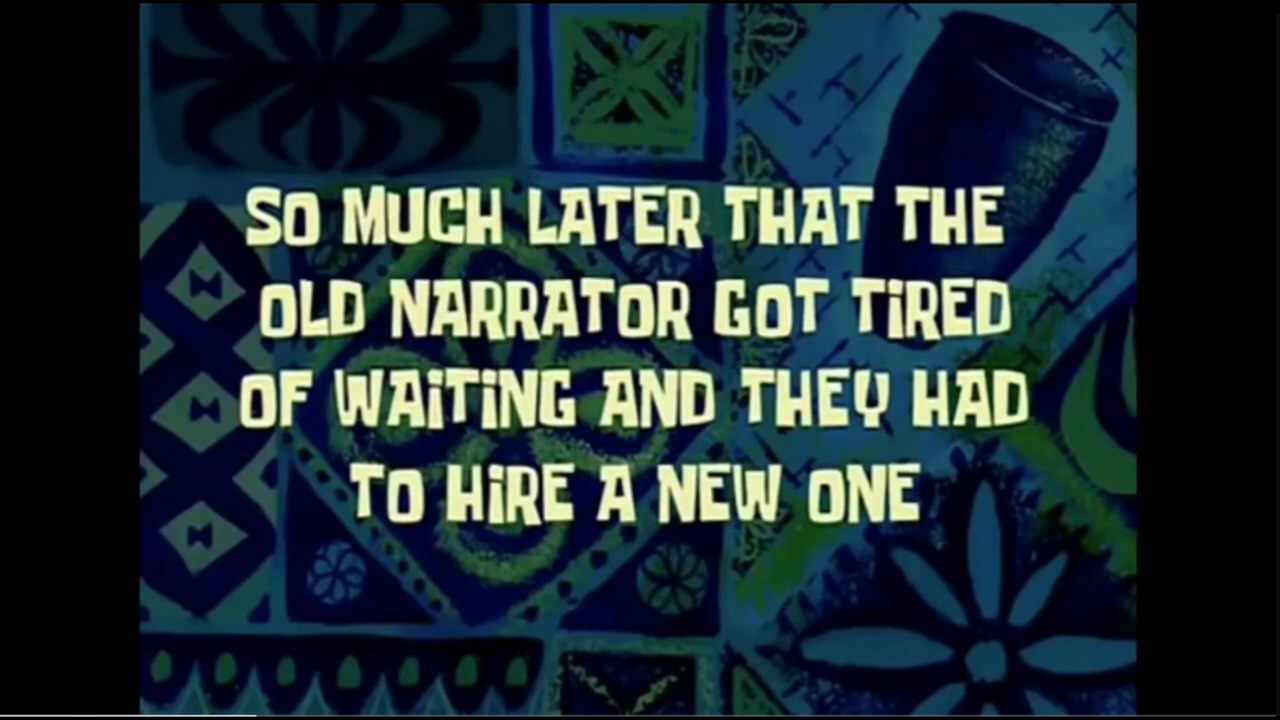 SO MUCH LATER THAT THE
OLD NARRATOR GOT TiRED
OF WAiTiNG AND THEY HAD
TO HiRE A NEW ONE